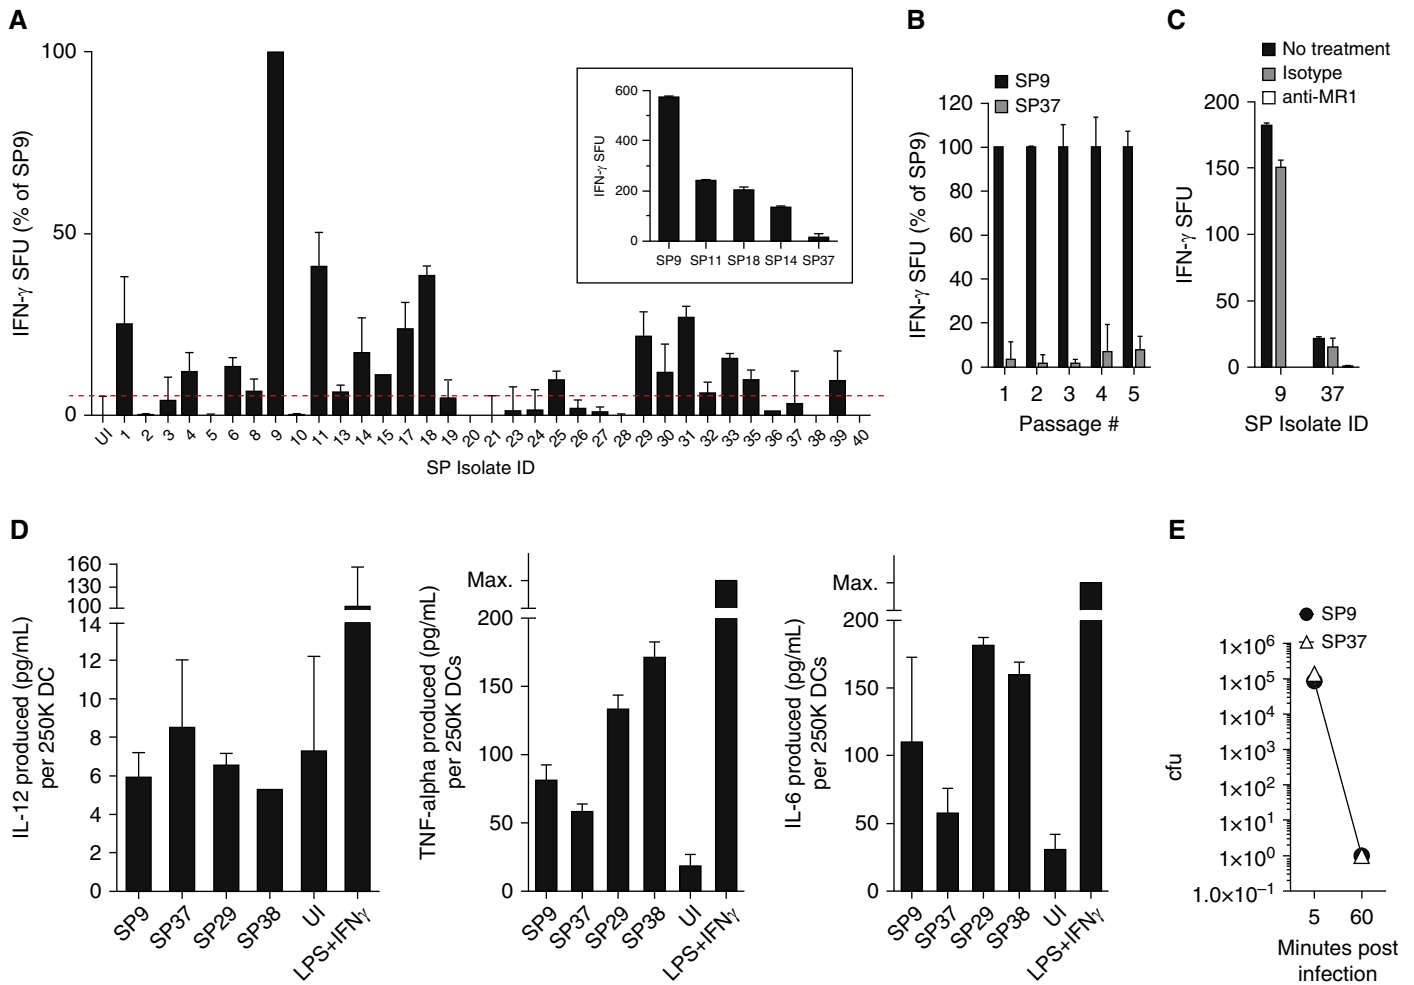 A
IFN-γ SFU (% of SP9)
100
50
0
UI 1 2 3 4 5 6 8 9 10 11 13 14 15 17 18 19 20 21 23 24 25 26 27 28 29 30 31 32 33 35 36 37 38 39 40
SP Isolate ID
IFN-γ SFU
600
400
200
0
SP9 SP11 SP18 SP14 SP37
B
SP9
SP37
IFN-γ SFU (% of SP9)
120
100
80
60
40
20
0
1 2 3 4 5
Passage #
C
No treatment
Isotype
anti-MR1
IFN-γ SFU
200
150
100
50
0
9 37
SP Isolate ID
D
IL-12 produced (pg/mL)
per 250K DC
160
130
100
14
12
10
8
6
4
2
0
SP9 SP37 SP29 SP38 UI LPS+IFNγ
TNF-alpha produced (pg/mL)
per 250K DCs
Max.
200
150
100
50
0
SP9 SP37 SP29 SP38 UI LPS+IFNγ
IL-6 produced (pg/mL)
per 250K DCs
Max.
200
150
100
50
0
SP9 SP37 SP29 SP38 UI LPS+IFNγ
E
SP9
SP37
cfu
1×10⁶
1×10⁵
1×10⁴
1×10³
1×10²
1×10¹
1×10⁰
1.0×10⁻¹
5 60
Minutes post
infection